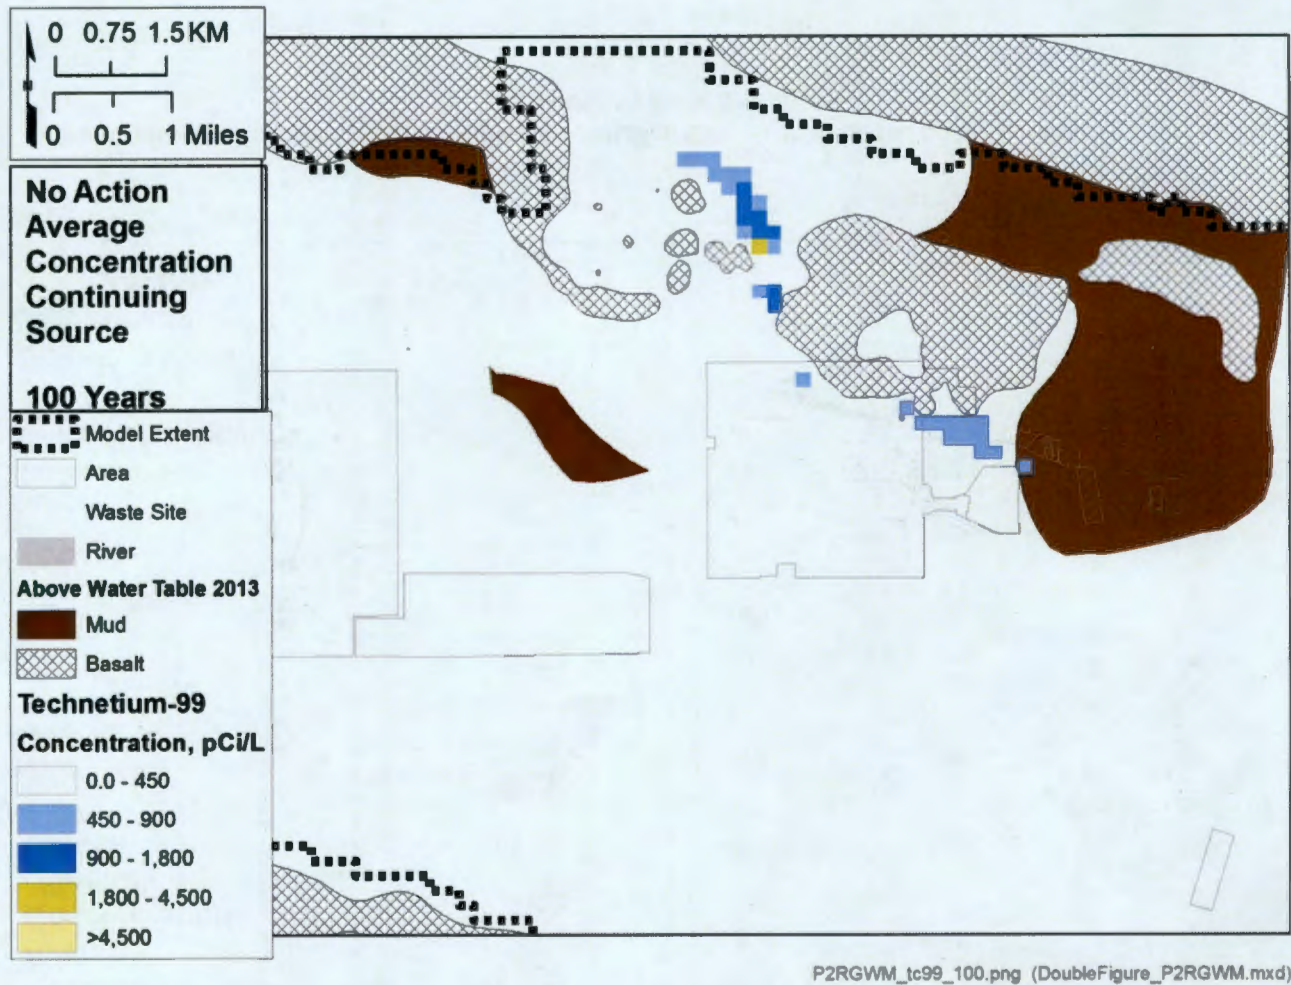 0 0.75 1.5 KM
0 0.5 1 Miles
No Action
Average
Concentration
Continuing
Source
100 Years
Model Extent
Area
Waste Site
River
Above Water Table 2013
Mud
Basalt
Technetium-99
Concentration, pCi/L
0.0 - 450
450 - 900
900 - 1,800
1,800 - 4,500
>4,500
P2RGWM_tc99_100.png (DoubleFigure_P2RGWM.mxd)